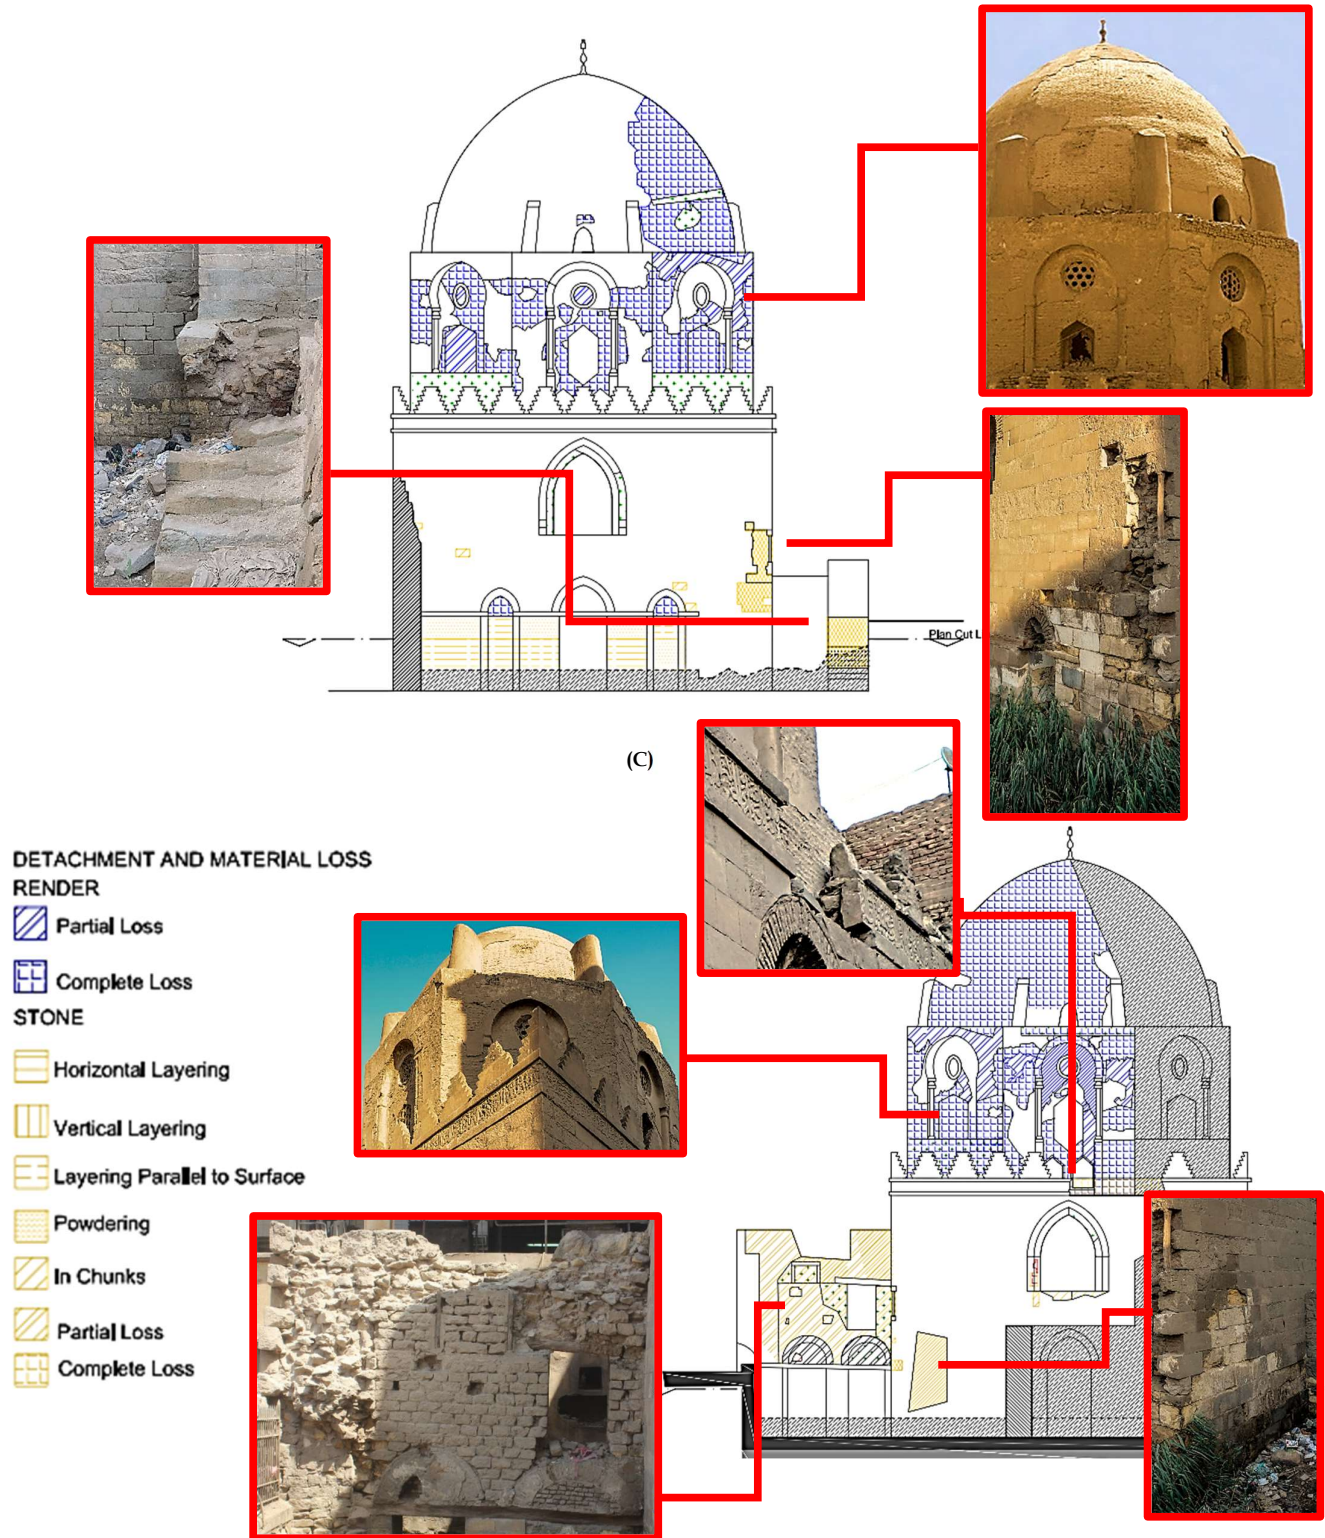 Plan Cut L
(C)
DETACHMENT AND MATERIAL LOSS
RENDER
Partial Loss
Complete Loss
STONE
Horizontal Layering
Vertical Layering
Layering Parallel to Surface
Powdering
In Chunks
Partial Loss
Complete Loss